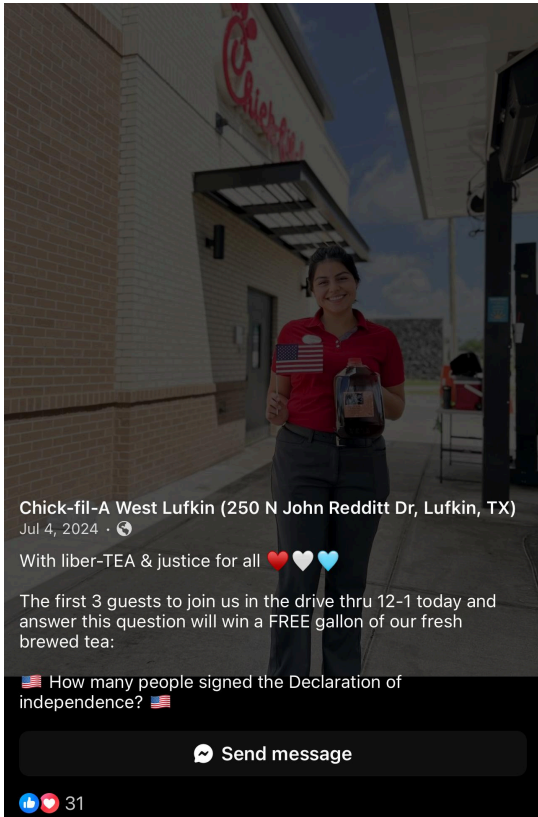 Chick-fil-A
Chick-fil-A West Lufkin (250 N John Redditt Dr, Lufkin, TX)
Jul 4, 2024 ·
With liber-TEA & justice for all ❤️🤍🩵
The first 3 guests to join us in the drive thru 12-1 today and
answer this question will win a FREE gallon of our fresh
brewed tea:
🇺🇸 How many people signed the Declaration of
independence? 🇺🇸
Send message
31